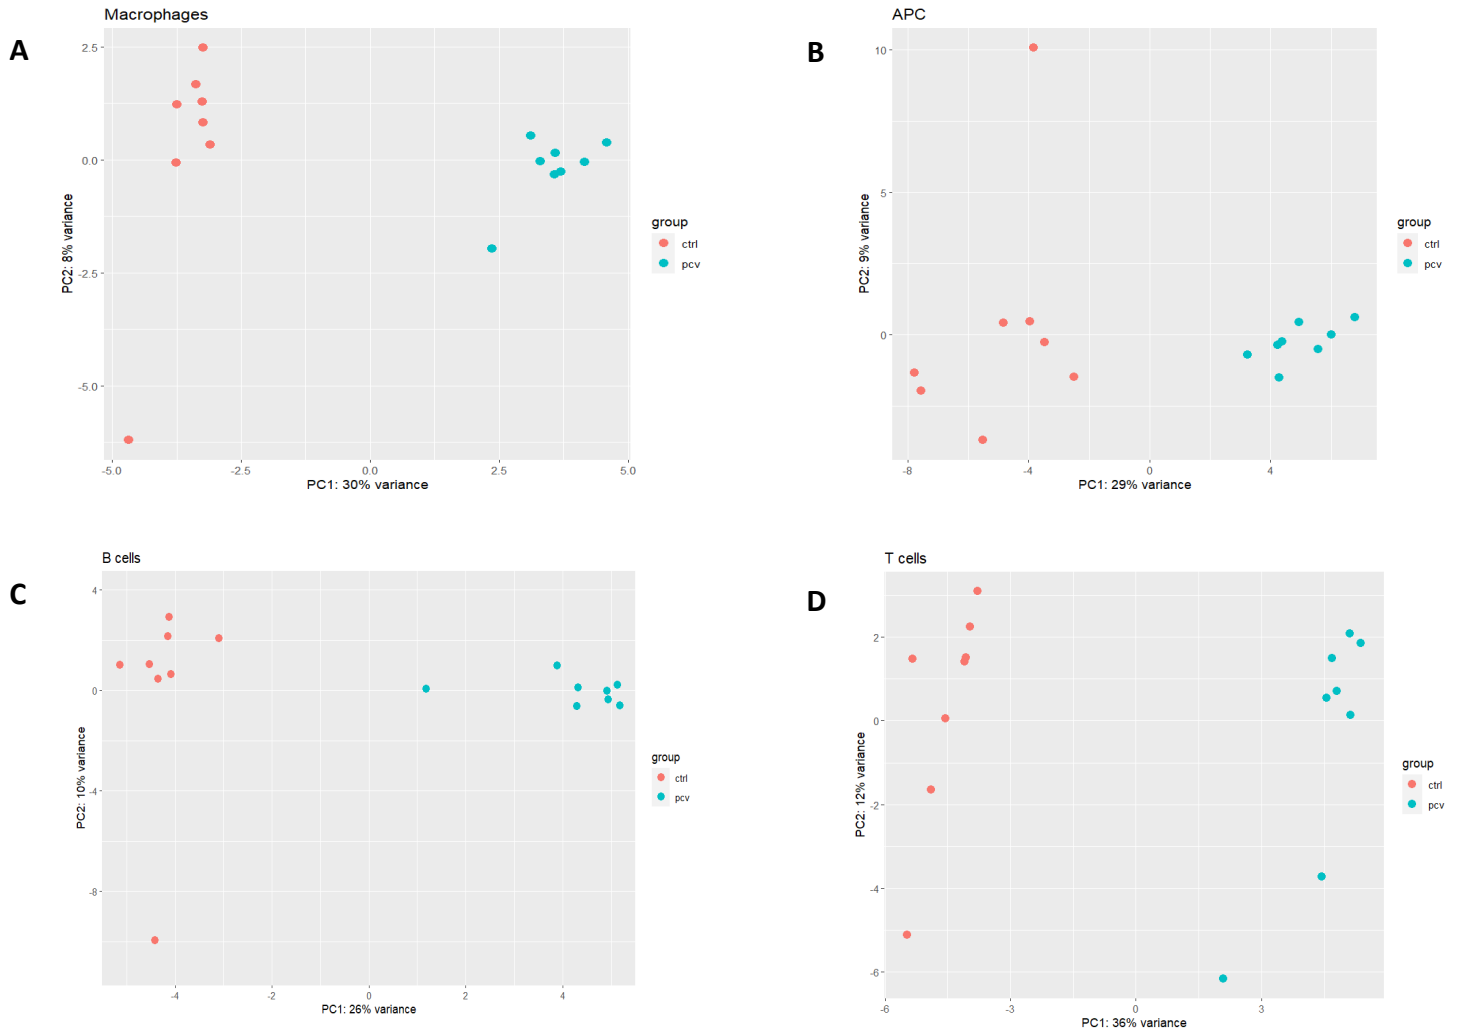 A
Macrophages
2.5
0.0
-2.5
-5.0
PC2: 8% variance
-5.0 -2.5 0.0 2.5 5.0
PC1: 30% variance
group
ctrl
pcv
B
APC
10
5
0
PC2: 9% variance
-8 -4 0 4
PC1: 29% variance
group
ctrl
pcv
C
B cells
4
0
-4
-8
PC2: 10% variance
-4 -2 0 2 4
PC1: 26% variance
group
ctrl
pcv
D
T cells
2
0
-2
-4
-6
PC2: 12% variance
-6 -3 0 3
PC1: 36% variance
group
ctrl
pcv